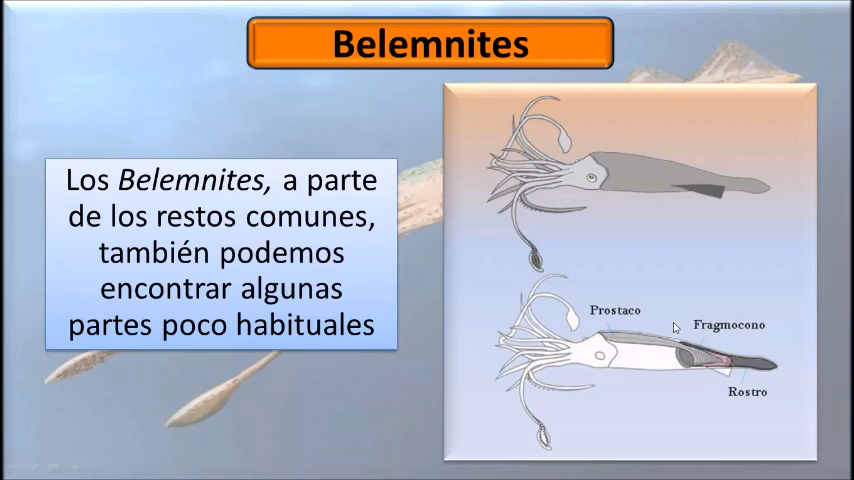 Belemnites
Los Belemnites, a parte
de los restos comunes,
también podemos
encontrar algunas
partes poco habituales
Prostaco
Fragmocono
Rostro